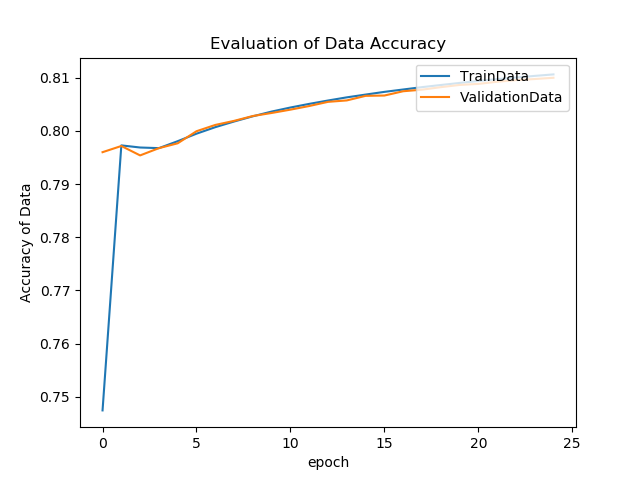 Evaluation of Data Accuracy
Accuracy of Data
0.81
0.80
0.79
0.78
0.77
0.76
0.75
TrainData
ValidationData
0 5 10 15 20 25
epoch